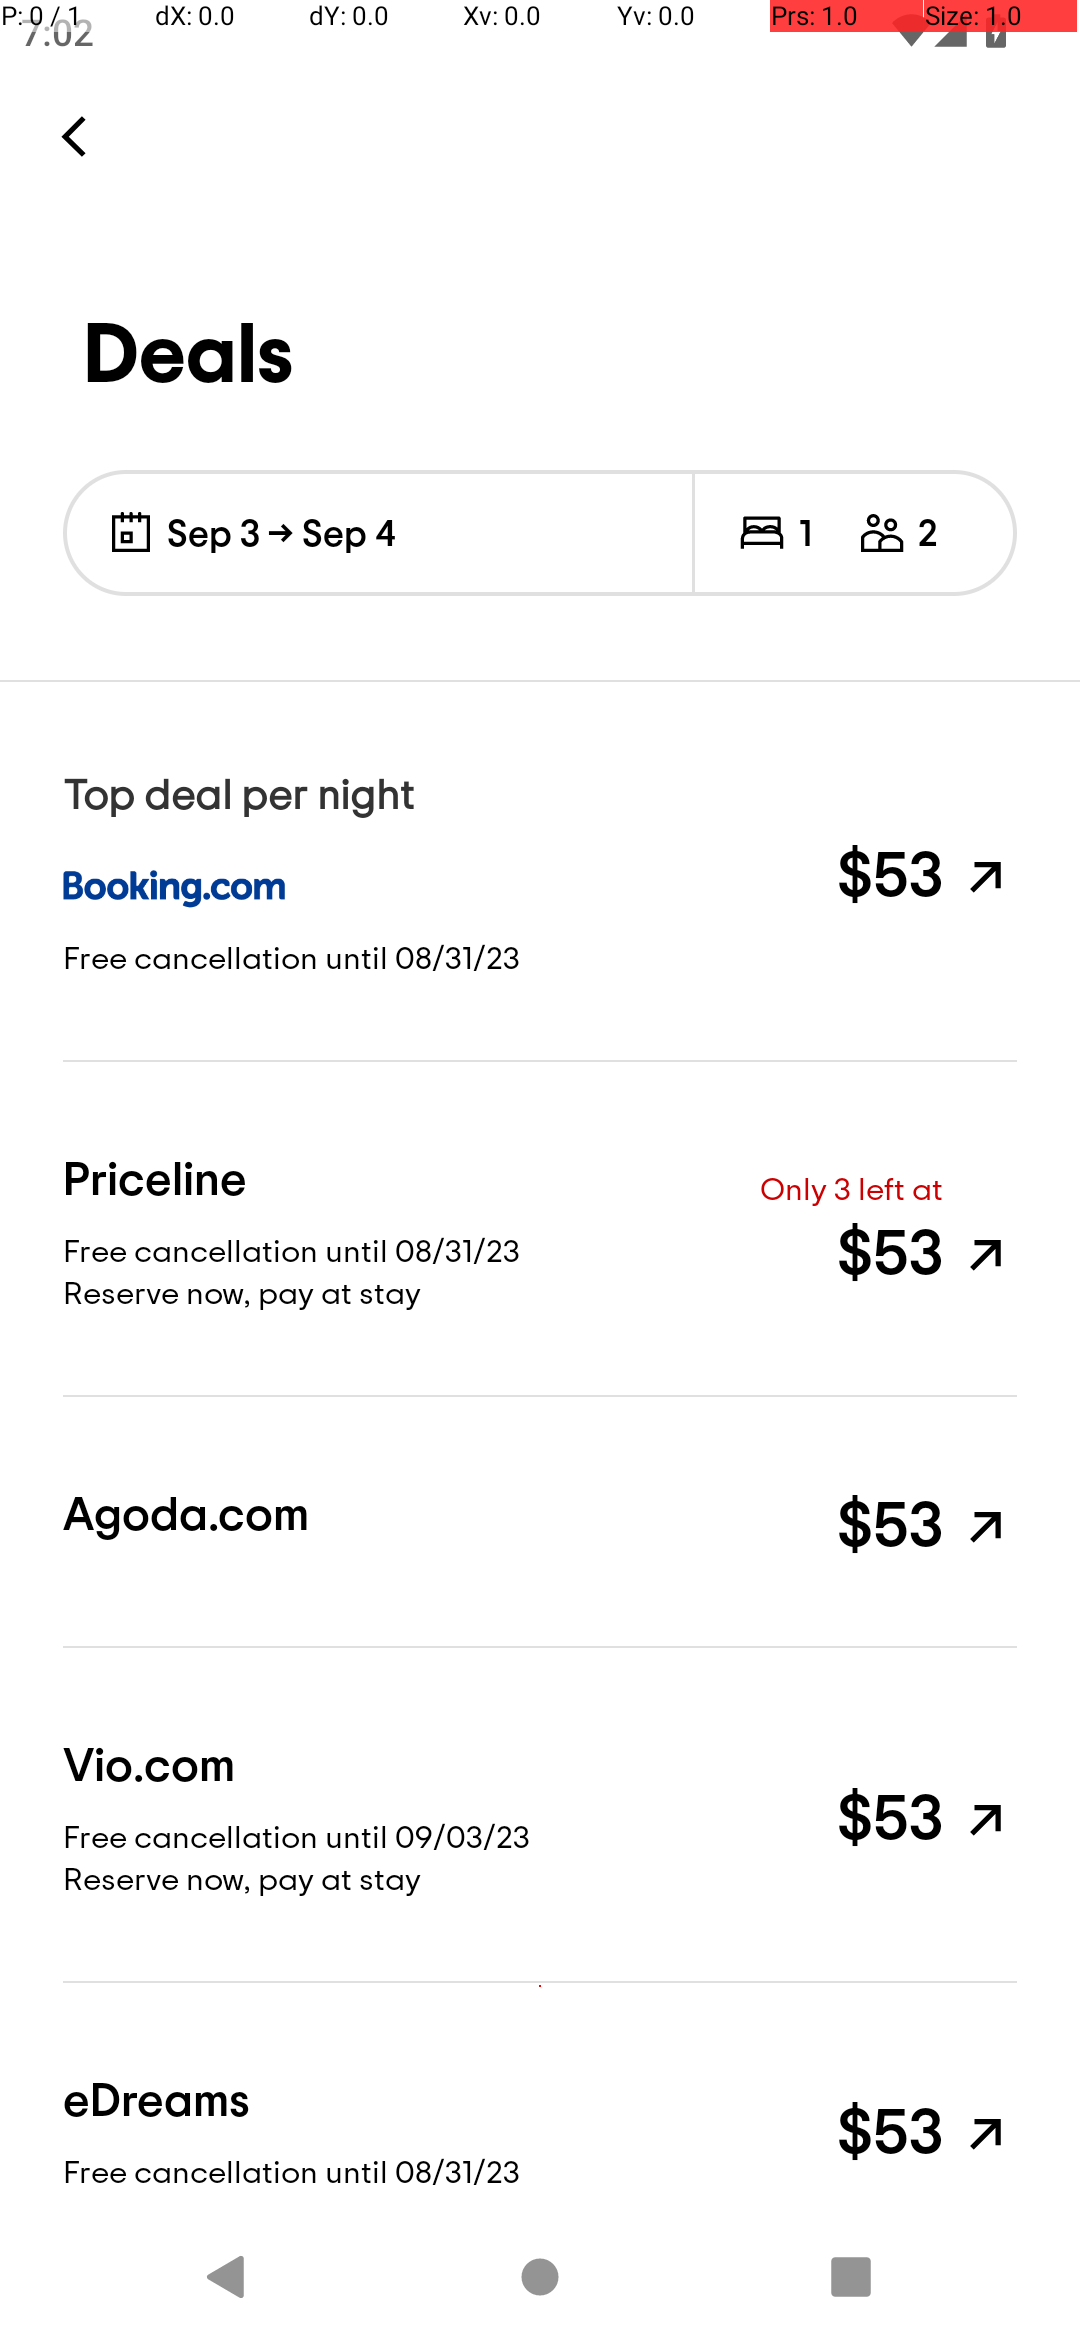 P: 0 / 1 dX: 0.0 dY: 0.0 Xv: 0.0 Yv: 0.0 Prs: 1.0 Size: 1.0
7:02
Deals
Sep 3 → Sep 4 1 2
Top deal per night
Booking.com $53
Free cancellation until 08/31/23
Priceline
Only 3 left at
Free cancellation until 08/31/23 $53
Reserve now, pay at stay
Agoda.com $53
Vio.com
Free cancellation until 09/03/23 $53
Reserve now, pay at stay
eDreams
$53
Free cancellation until 08/31/23